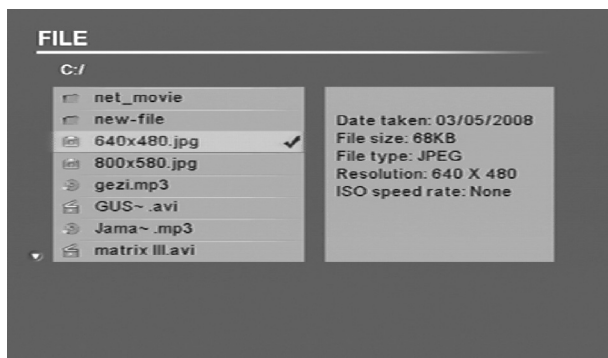 FILE
C:/
net_movie
new-file
640x480.jpg
800x580.jpg
gezi.mp3
GUS~ .avi
Jama~ .mp3
matrix III.avi
Date taken: 03/05/2008
File size: 68KB
File type: JPEG
Resolution: 640 X 480
ISO speed rate: None